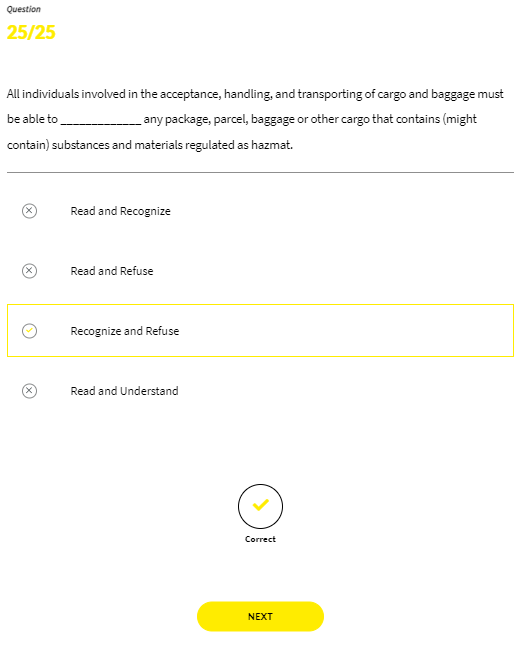 Question
25/25
All individuals involved in the acceptance, handling, and transporting of cargo and baggage must
be able to _____________ any package, parcel, baggage or other cargo that contains (might
contain) substances and materials regulated as hazmat.
Read and Recognize
Read and Refuse
Recognize and Refuse
Read and Understand
Correct
NEXT